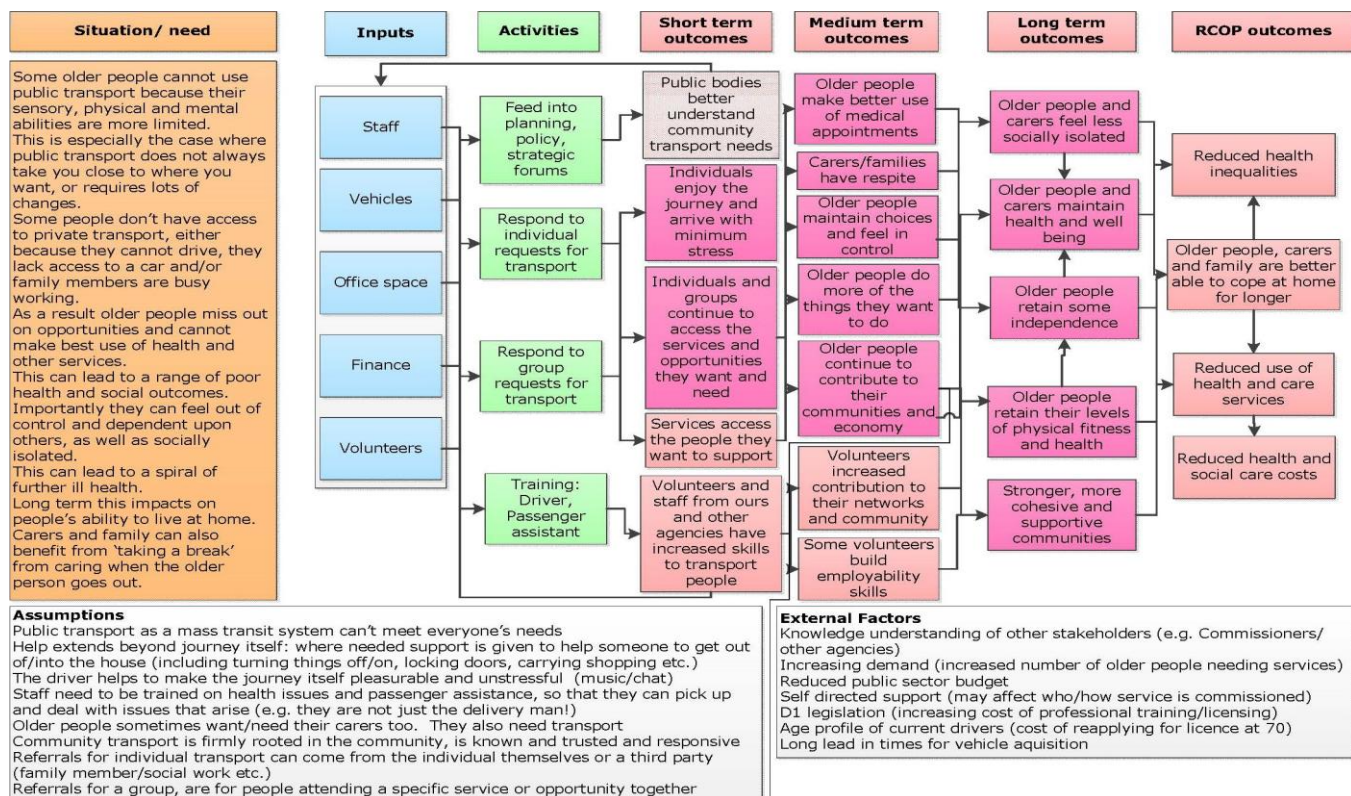 Situation/ need
Some older people cannot use
public transport because their
sensory, physical and mental
abilities are more limited.
This is especially the case where
public transport does not always
take you close to where you
want, or requires lots of
changes.
Some people don't have access
to private transport, either
because they cannot drive, they
lack access to a car and/or
family members are busy
working.
As a result older people miss out
on opportunities and cannot
make best use of health and
other services.
This can lead to a range of poor
health and social outcomes.
Importantly they can feel out of
control and dependent upon
others, as well as socially
isolated.
This can lead to a spiral of
further ill health.
Long term this impacts on
people's ability to live at home.
Carers and family can also
benefit from 'taking a break'
from caring when the older
person goes out.
Inputs
Staff
Vehicles
Office space
Finance
Volunteers
Activities
Feed into
planning,
policy,
strategic
forums
Respond to
individual
requests for
transport
Respond to
group
requests for
transport
Training:
Driver,
Passenger
assistant
Short term
outcomes
Public bodies
better
understand
community
transport needs
Individuals
enjoy the
journey and
arrive with
minimum
stress
Individuals and
groups
continue to
access the
services and
opportunities
they want and
need
Services access
the people they
want to support
Volunteers and
staff from ours
and other
agencies have
increased skills
to transport
people
Medium term
outcomes
Older people
make better use
of medical
appointments
Carers/families
have respite
Older people
maintain choices
and feel in
control
Older people do
more of the
things they want
to do
Older people
continue to
contribute to
their
communities and
economy
Volunteers
increased
contribution to
their networks
and community
Some volunteers
build
employability
skills
Long term
outcomes
Older people and
carers feel less
socially isolated
Older people and
carers maintain
health and well
being
Older people
retain some
independence
Older people
retain their levels
of physical fitness
and health
Stronger, more
cohesive and
supportive
communities
RCOP outcomes
Reduced health
inequalities
Older people, carers
and family are better
able to cope at home
for longer
Reduced use of
health and care
services
Reduced health and
social care costs
Assumptions
Public transport as a mass transit system can't meet everyone's needs
Help extends beyond journey itself: where needed support is given to help someone to get out
of/into the house (including turning things off/on, locking doors, carrying shopping etc.)
The driver helps to make the journey itself pleasurable and unstressful (music/chat)
Staff need to be trained on health issues and passenger assistance, so that they can pick up
and deal with issues that arise (e.g. they are not just the delivery man!)
Older people sometimes want/need their carers too. They also need transport
Community transport is firmly rooted in the community, is known and trusted and responsive
Referrals for individual transport can come from the individual themselves or a third party
(family member/social work etc.)
Referrals for a group, are for people attending a specific service or opportunity together
External Factors
Knowledge understanding of other stakeholders (e.g. Commissioners/
other agencies)
Increasing demand (increased number of older people needing services)
Reduced public sector budget
Self directed support (may affect who/how service is commissioned)
D1 legislation (increasing cost of professional training/licensing)
Age profile of current drivers (cost of reapplying for licence at 70)
Long lead in times for vehicle aquisition